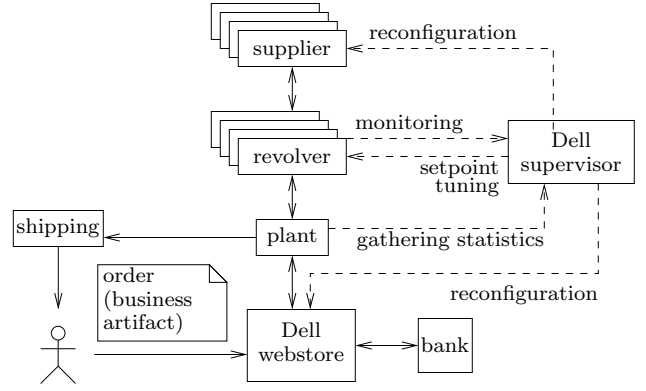 reconfiguration
supplier
monitoring
Dell
supervisor
revolver
setpoint
tuning
shipping
plant
gathering statistics
order
(business
artifact)
reconfiguration
Dell
webstore
bank